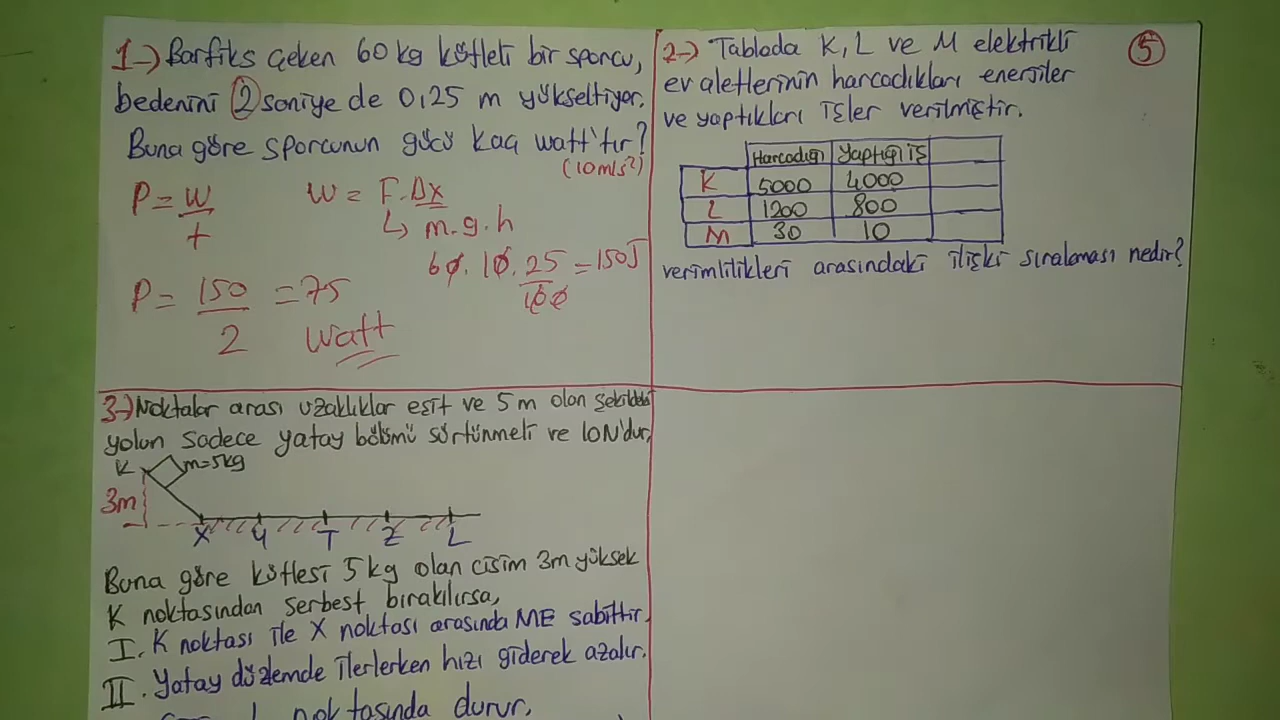 1-) Barfiks çeken 60 kg kütleli bir sporcu,
bedenini 2 saniye de 0,25 m yükseltiyor.
Buna göre sporcunun gücü kaç watt'tır?
(10m/s²)
P = W/t
W = F.Δx
↳ m.g.h
60.10.25/100 = 150J
P = 150/2 = 75
Watt
2-) Tabloda K, L ve M elektrikli
5
ev aletlerinin harcadıkları enerjiler
ve yaptıkları işler verilmiştir.
Harcadığı Yaptığı iş
K 5000 4000
L 1200 800
M 30 10
verimlilikleri arasındaki ilişki sıralaması nedir?
3-) Noktalar arası uzaklıklar eşit ve 5 m olan şekildeki
yolun sadece yatay bölümü sürtünmeli ve 10N'dur.
K m=5kg
3m
X Y T Z L
Buna göre kütlesi 5 kg olan cisim 3m yüksek
K noktasından serbest bırakılırsa,
I. K noktası ile X noktası arasında ME sabittir.
II. Yatay düzlemde ilerlerken hızı giderek azalır.
L noktasında durur.